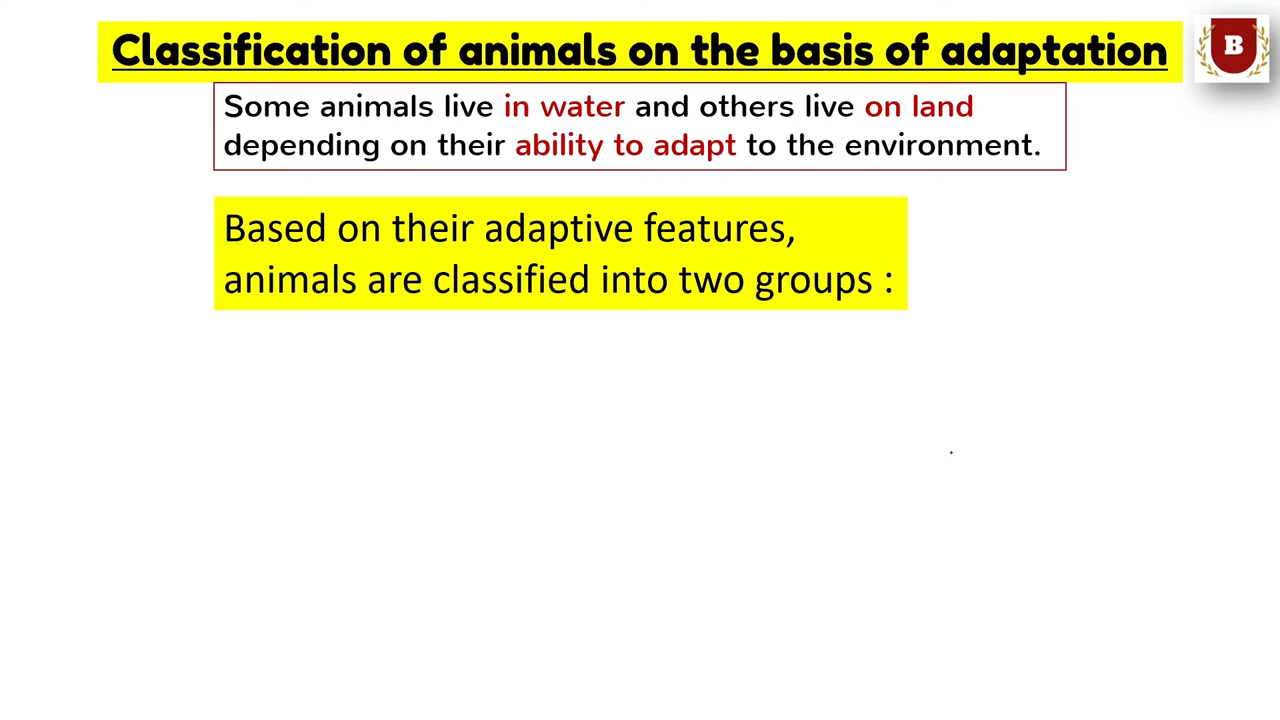 Classification of animals on the basis of adaptation
B
Some animals live in water and others live on land
depending on their ability to adapt to the environment.
Based on their adaptive features,
animals are classified into two groups :